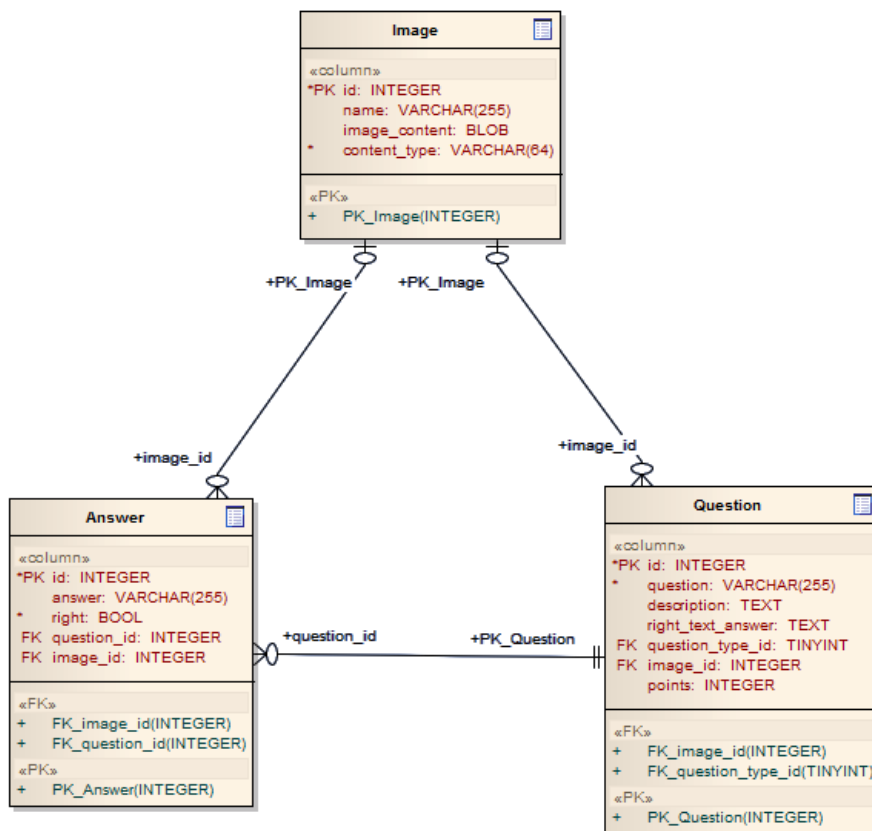 Image
«column»
*PK id: INTEGER
name: VARCHAR(255)
image_content: BLOB
* content_type: VARCHAR(64)
«PK»
+ PK_Image(INTEGER)
+PK_Image
+PK_Image
+image_id
+image_id
Answer
«column»
*PK id: INTEGER
answer: VARCHAR(255)
* right: BOOL
FK question_id: INTEGER
FK image_id: INTEGER
«FK»
+ FK_image_id(INTEGER)
+ FK_question_id(INTEGER)
«PK»
+ PK_Answer(INTEGER)
+question_id
+PK_Question
Question
«column»
*PK id: INTEGER
* question: VARCHAR(255)
description: TEXT
right_text_answer: TEXT
FK question_type_id: TINYINT
FK image_id: INTEGER
points: INTEGER
«FK»
+ FK_image_id(INTEGER)
+ FK_question_type_id(TINYINT)
«PK»
+ PK_Question(INTEGER)